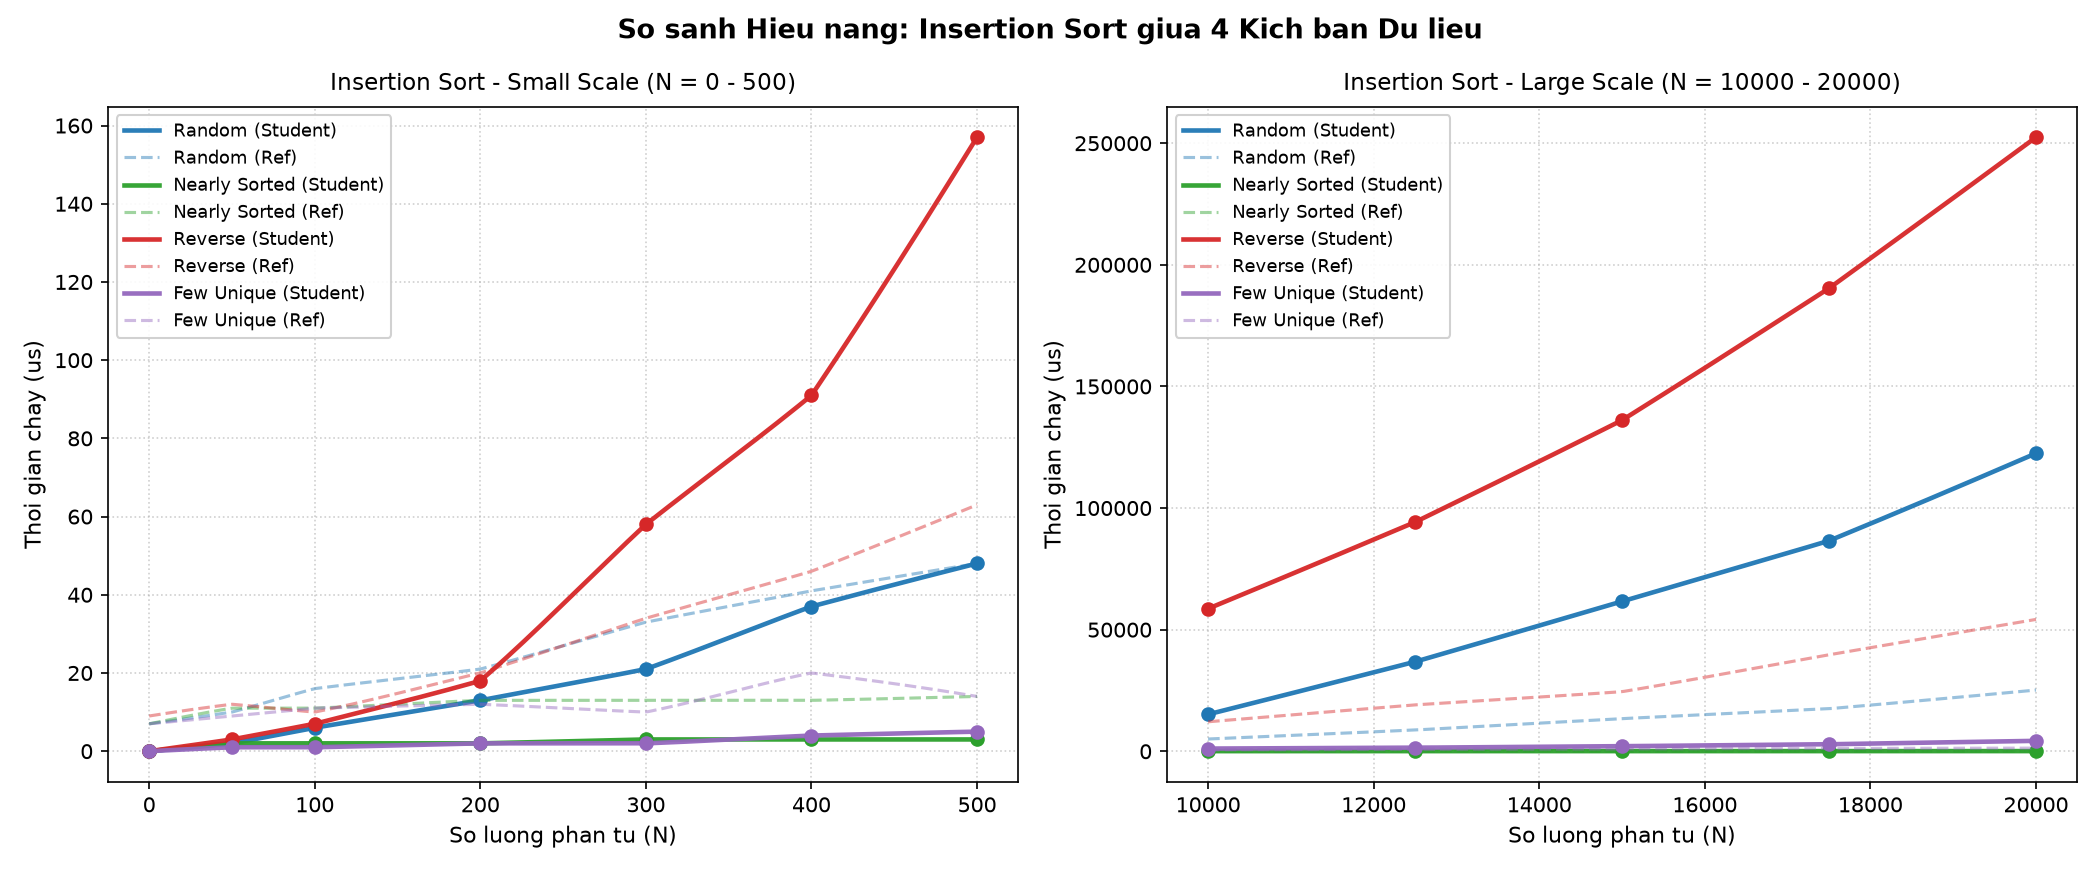 So sanh Hieu nang: Insertion Sort giua 4 Kich ban Du lieu
Insertion Sort - Small Scale (N = 0 - 500)
Thoi gian chay (us)
160
140
120
100
80
60
40
20
0
Random (Student)
Random (Ref)
Nearly Sorted (Student)
Nearly Sorted (Ref)
Reverse (Student)
Reverse (Ref)
Few Unique (Student)
Few Unique (Ref)
0 100 200 300 400 500
So luong phan tu (N)
Insertion Sort - Large Scale (N = 10000 - 20000)
Thoi gian chay (us)
250000
200000
150000
100000
50000
0
Random (Student)
Random (Ref)
Nearly Sorted (Student)
Nearly Sorted (Ref)
Reverse (Student)
Reverse (Ref)
Few Unique (Student)
Few Unique (Ref)
10000 12000 14000 16000 18000 20000
So luong phan tu (N)